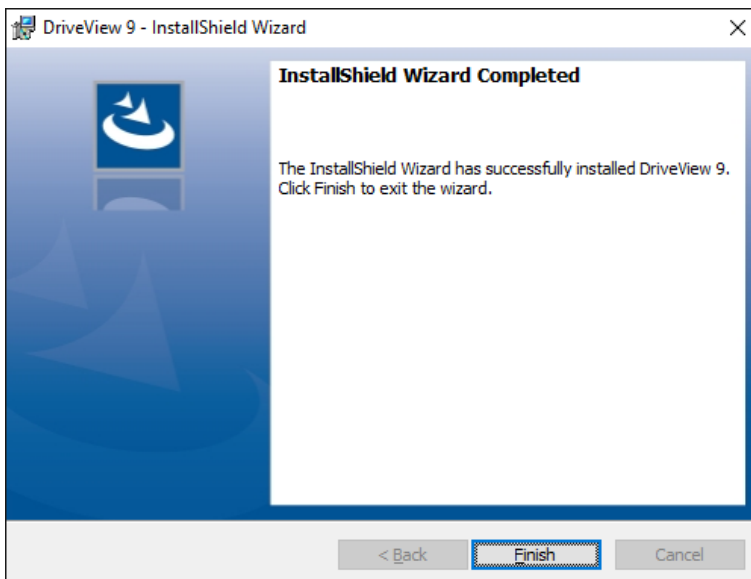 DriveView 9 - InstallShield Wizard
InstallShield Wizard Completed
The InstallShield Wizard has successfully installed DriveView 9.
Click Finish to exit the wizard.
< Back
Finish
Cancel